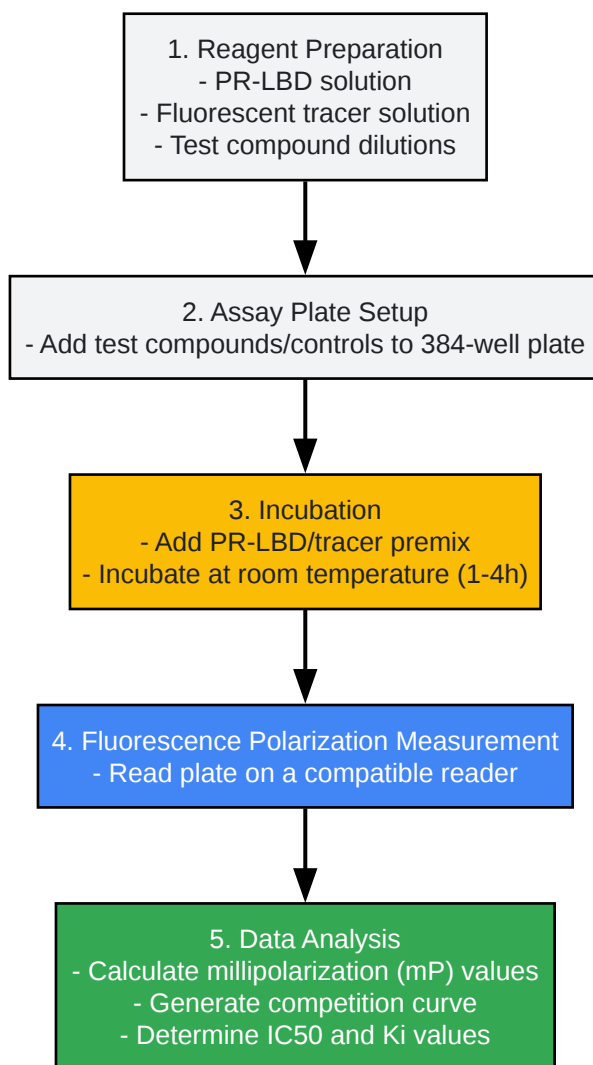 1. Reagent Preparation
- PR-LBD solution
- Fluorescent tracer solution
- Test compound dilutions
2. Assay Plate Setup
- Add test compounds/controls to 384-well plate
3. Incubation
- Add PR-LBD/tracer premix
- Incubate at room temperature (1-4h)
4. Fluorescence Polarization Measurement
- Read plate on a compatible reader
5. Data Analysis
- Calculate millipolarization (mP) values
- Generate competition curve
- Determine IC50 and Ki values